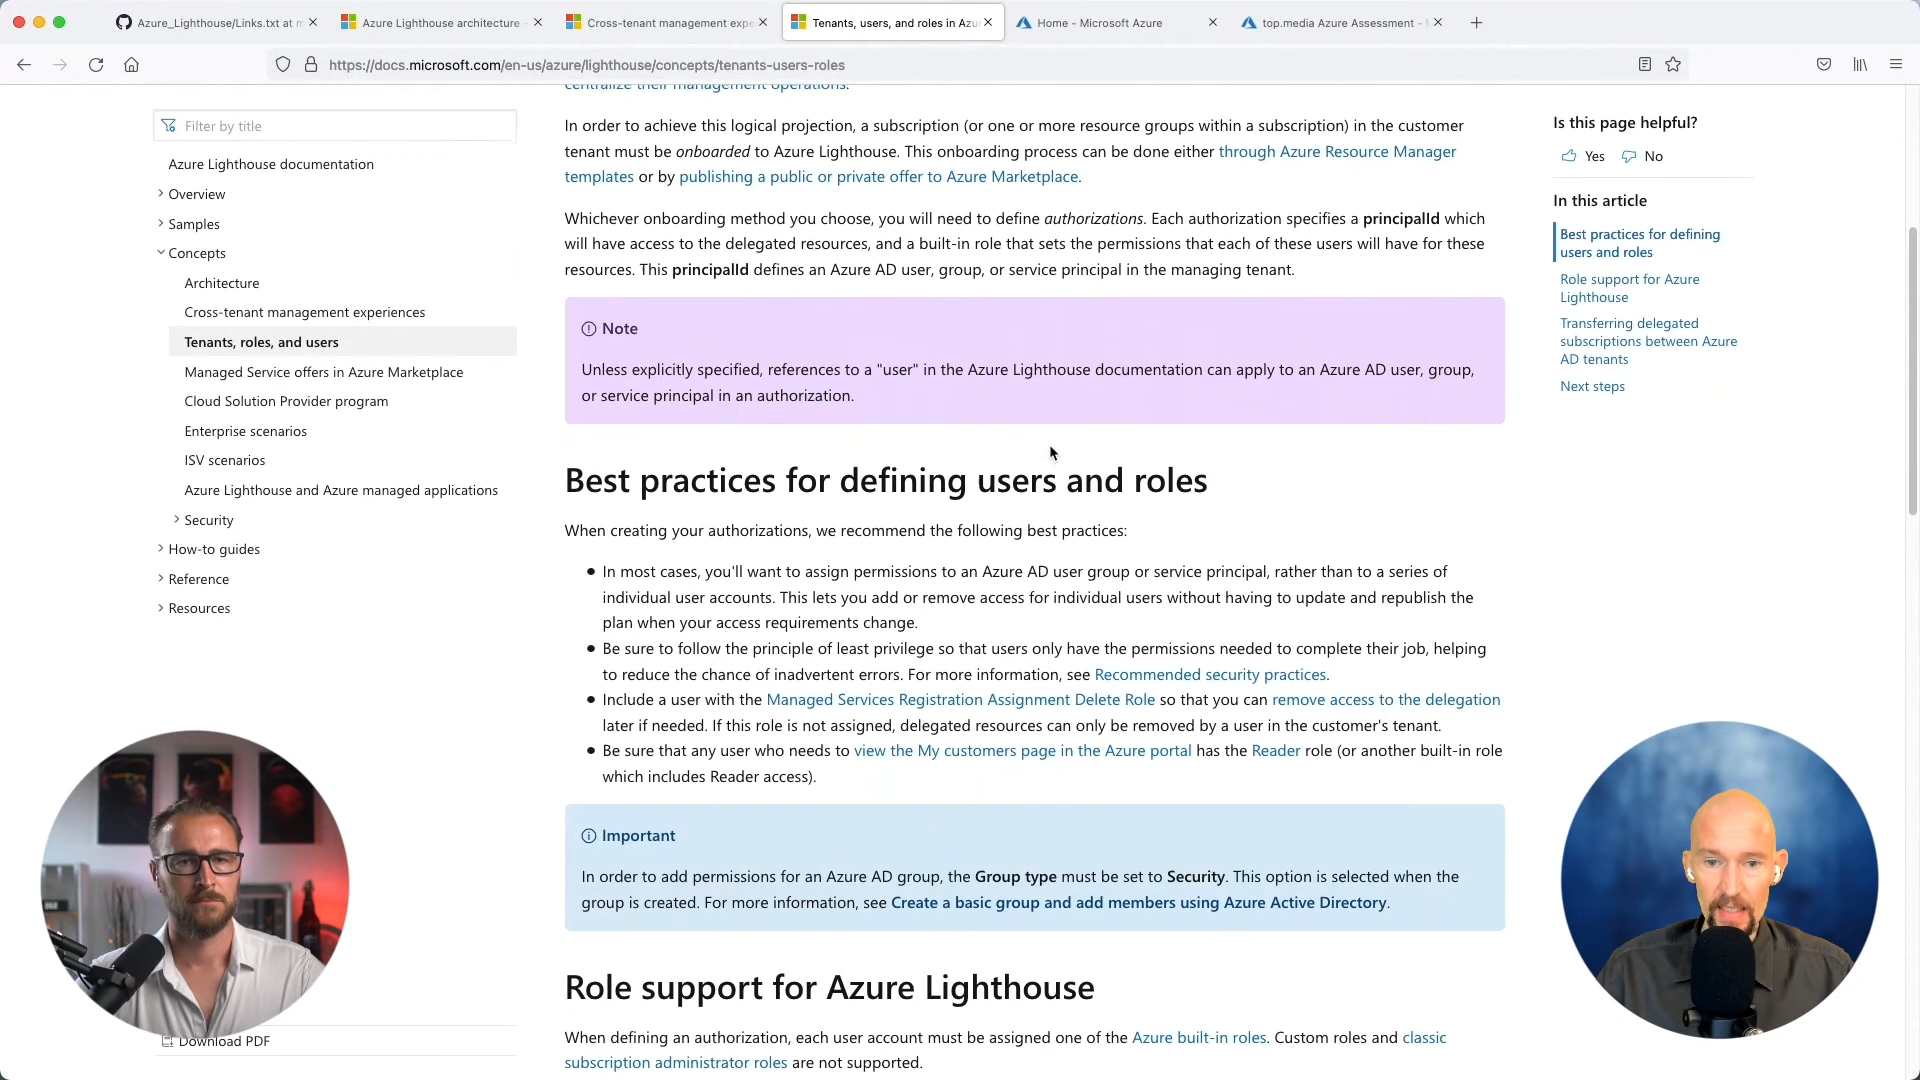 Azure_Lighthouse/Links.txt at m
Azure Lighthouse architecture -
Cross-tenant management expe
Tenants, users, and roles in Azu
Home - Microsoft Azure
top.media Azure Assessment -
https://docs.microsoft.com/en-us/azure/lighthouse/concepts/tenants-users-roles
Filter by title
Azure Lighthouse documentation
Overview
Samples
Concepts
Architecture
Cross-tenant management experiences
Tenants, roles, and users
Managed Service offers in Azure Marketplace
Cloud Solution Provider program
Enterprise scenarios
ISV scenarios
Azure Lighthouse and Azure managed applications
Security
How-to guides
Reference
Resources
Download PDF
centralize their management operations.
In order to achieve this logical projection, a subscription (or one or more resource groups within a subscription) in the customer
tenant must be onboarded to Azure Lighthouse. This onboarding process can be done either through Azure Resource Manager
templates or by publishing a public or private offer to Azure Marketplace.
Whichever onboarding method you choose, you will need to define authorizations. Each authorization specifies a principalId which
will have access to the delegated resources, and a built-in role that sets the permissions that each of these users will have for these
resources. This principalId defines an Azure AD user, group, or service principal in the managing tenant.
Note
Unless explicitly specified, references to a "user" in the Azure Lighthouse documentation can apply to an Azure AD user, group,
or service principal in an authorization.
Best practices for defining users and roles
When creating your authorizations, we recommend the following best practices:
• In most cases, you'll want to assign permissions to an Azure AD user group or service principal, rather than to a series of
individual user accounts. This lets you add or remove access for individual users without having to update and republish the
plan when your access requirements change.
• Be sure to follow the principle of least privilege so that users only have the permissions needed to complete their job, helping
to reduce the chance of inadvertent errors. For more information, see Recommended security practices.
• Include a user with the Managed Services Registration Assignment Delete Role so that you can remove access to the delegation
later if needed. If this role is not assigned, delegated resources can only be removed by a user in the customer's tenant.
• Be sure that any user who needs to view the My customers page in the Azure portal has the Reader role (or another built-in role
which includes Reader access).
Important
In order to add permissions for an Azure AD group, the Group type must be set to Security. This option is selected when the
group is created. For more information, see Create a basic group and add members using Azure Active Directory.
Role support for Azure Lighthouse
When defining an authorization, each user account must be assigned one of the Azure built-in roles. Custom roles and classic
subscription administrator roles are not supported.
Is this page helpful?
Yes No
In this article
Best practices for defining
users and roles
Role support for Azure
Lighthouse
Transferring delegated
subscriptions between Azure
AD tenants
Next steps